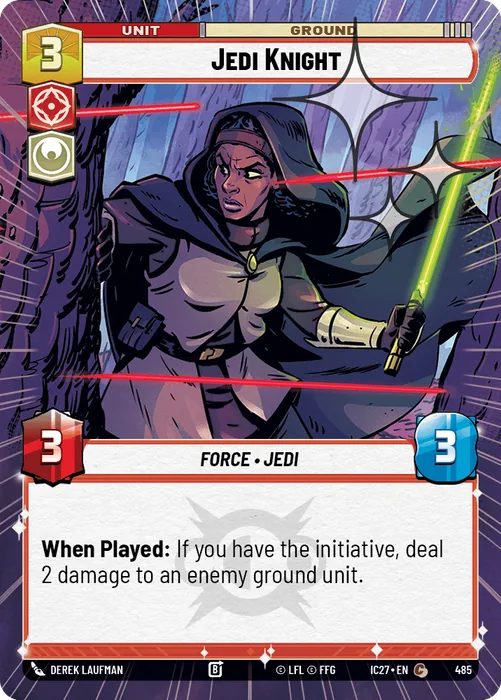 UNIT
GROUND
3
JEDI KNIGHT
3
3
FORCE • JEDI
When Played: If you have the initiative, deal
2 damage to an enemy ground unit.
DEREK LAUFMAN
B
© LFL © FFG
IC27 • EN
C
485